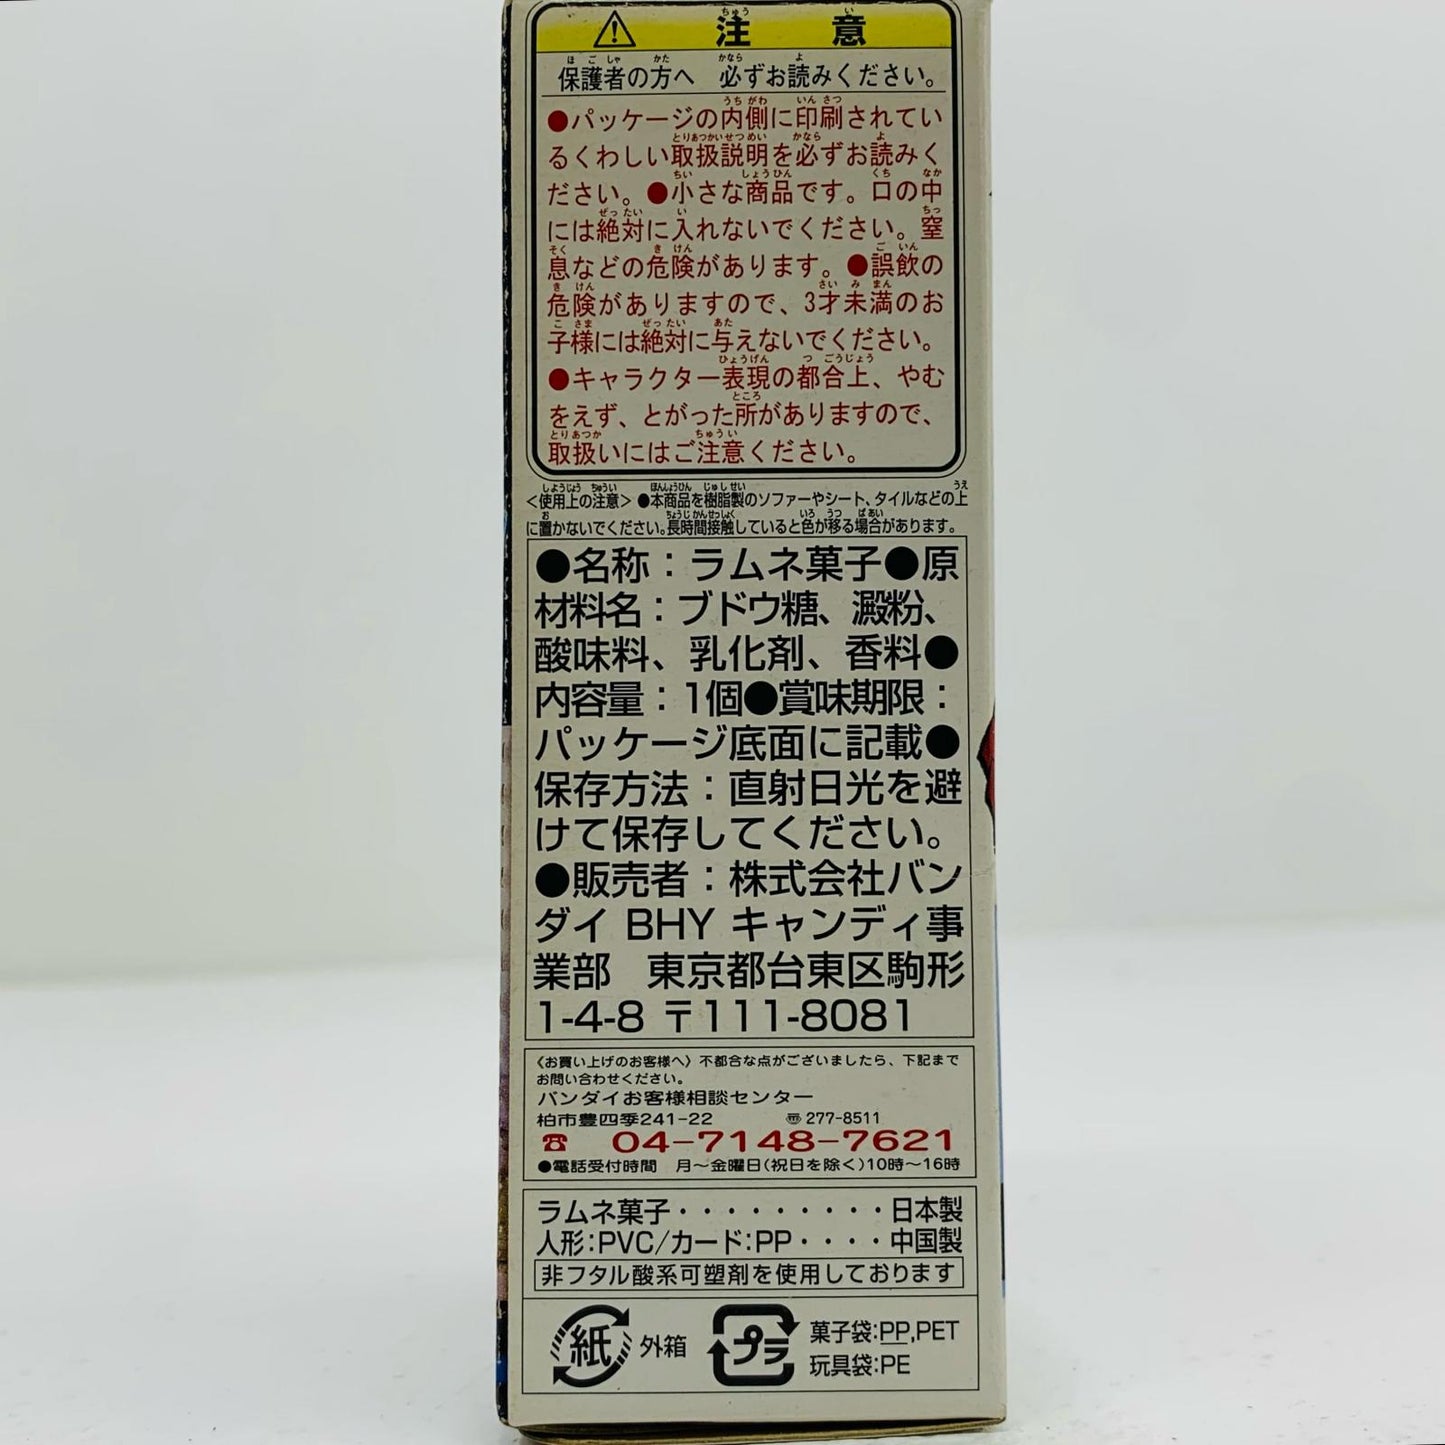 ⚠ 注意
保護者の方へ 必ずお読みください。
●パッケージの内側に印刷されてい
るくわしい取扱説明を必ずお読みく
ださい。●小さな商品です。口の中
には絶対に入れないでください。窒
息などの危険があります。●誤飲の
危険がありますので、3才未満のお
子様には絶対に与えないでください。
●キャラクター表現の都合上、やむ
をえず、とがった所がありますので、
取扱いにはご注意ください。
<使用上の注意>●本商品を樹脂製のソファーやシート、タイルなどの上
に置かないでください。長時間接触していると色が移る場合があります。
●名称：ラムネ菓子●原
材料名：ブドウ糖、澱粉、
酸味料、乳化剤、香料●
内容量：1個●賞味期限：
パッケージ底面に記載●
保存方法：直射日光を避
けて保存してください。
●販売者：株式会社バン
ダイ BHY キャンディ事
業部 東京都台東区駒形
1-4-8 〒111-8081
《お買い上げのお客様へ》不都合な点がございましたら、下記まで
お問い合わせください。
バンダイお客様相談センター
柏市豊四季241-22 〠277-8511
☎ 04-7148-7621
●電話受付時間 月～金曜日(祝日を除く)10時～16時
ラムネ菓子・・・・・・・・・日本製
人形:PVC/カード:PP・・・・中国製
非フタル酸系可塑剤を使用しております
紙 外箱 プラ 菓子袋:PP,PET
玩具袋:PE